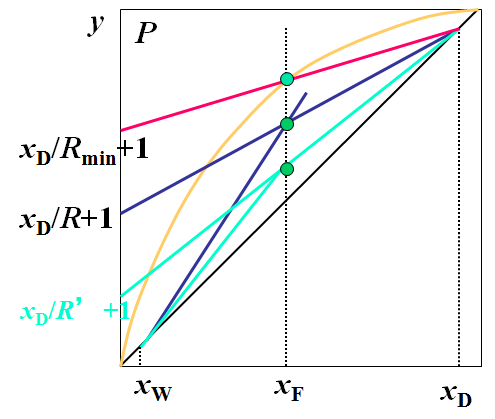 y
P
xD/Rmin+1
xD/R+1
xD/R’ +1
xW
xF
xD